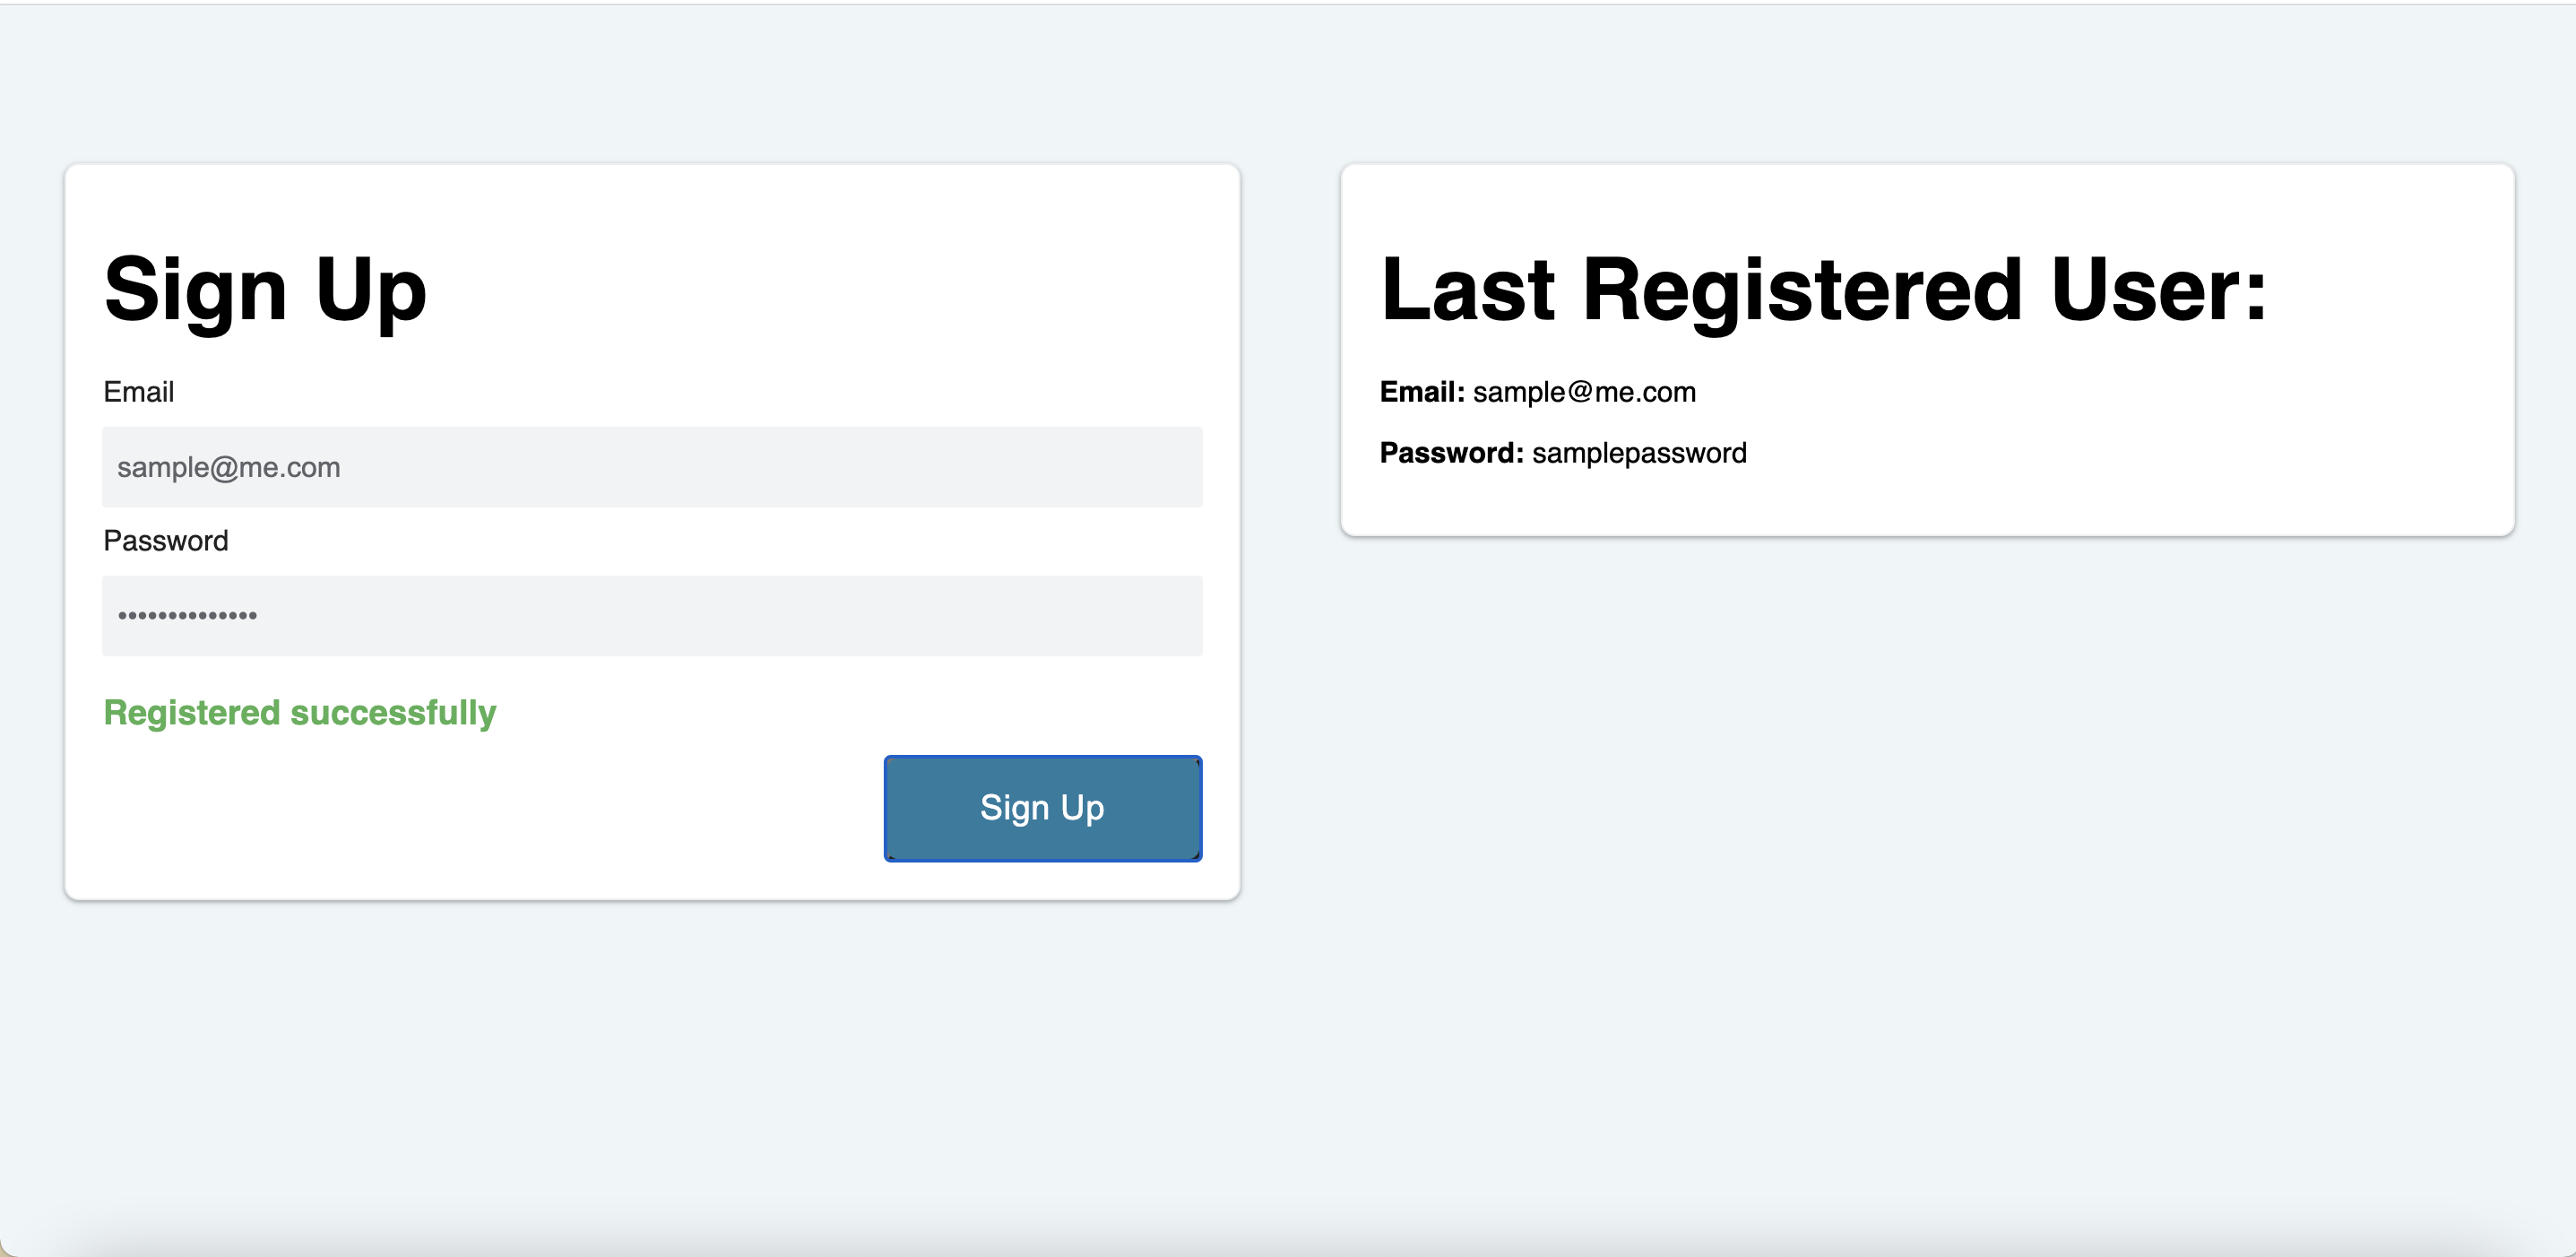 Sign Up
Email
sample@me.com
Password
••••••••••••••
Registered successfully
Sign Up
Last Registered User:
Email: sample@me.com
Password: samplepassword